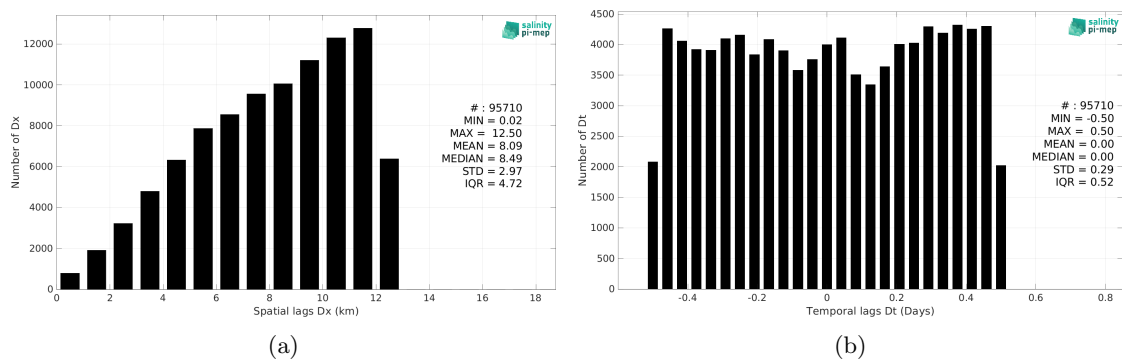 12000
10000
8000
6000
4000
2000
0
Number of Dx
0 2 4 6 8 10 12 14 16 18
Spatial lags Dx (km)
salinity
pi-mep
# : 95710
MIN = 0.02
MAX = 12.50
MEAN = 8.09
MEDIAN = 8.49
STD = 2.97
IQR = 4.72
(a)
4500
4000
3500
3000
2500
2000
1500
1000
500
0
Number of Dt
-0.4 -0.2 0 0.2 0.4 0.6 0.8
Temporal lags Dt (Days)
salinity
pi-mep
# : 95710
MIN = -0.50
MAX = 0.50
MEAN = 0.00
MEDIAN = 0.00
STD = 0.29
IQR = 0.52
(b)